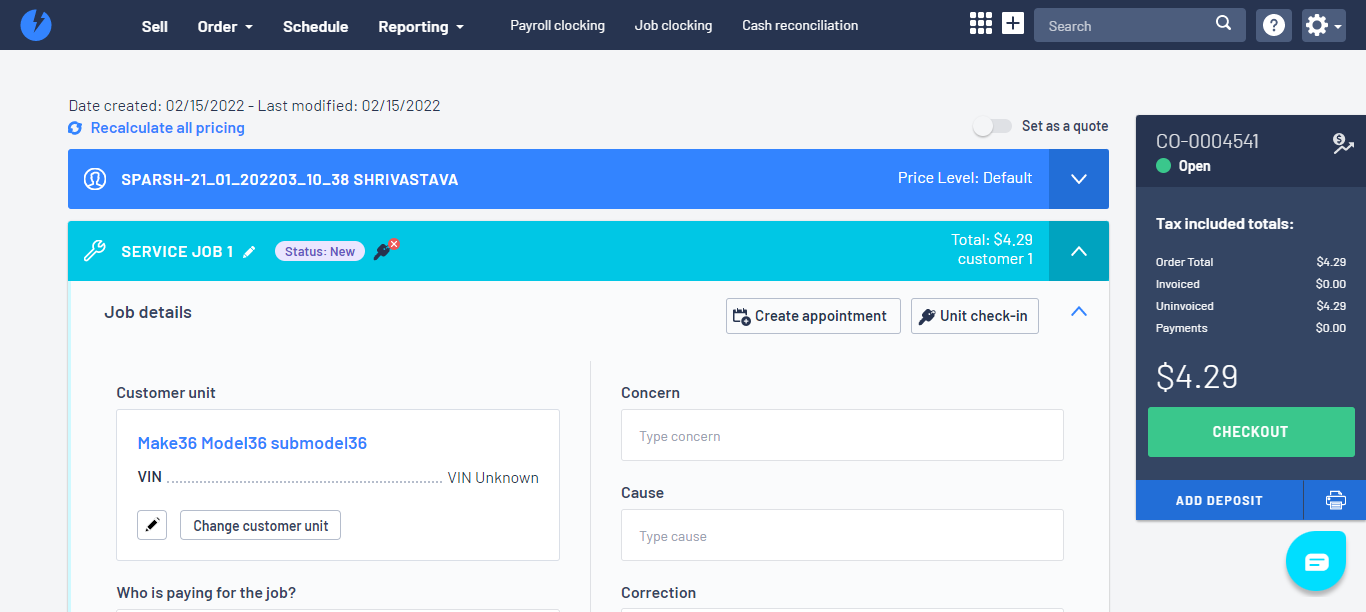 Sell
Order
Schedule
Reporting
Payroll clocking
Job clocking
Cash reconciliation
Search
Date created: 02/15/2022 - Last modified: 02/15/2022
Recalculate all pricing
Set as a quote
SPARSH-21_01_202203_10_38 SHRIVASTAVA
Price Level: Default
SERVICE JOB 1
Status: New
Total: $4.29
customer 1
Job details
Create appointment
Unit check-in
Customer unit
Make36 Model36 submodel36
VIN
VIN Unknown
Change customer unit
Who is paying for the job?
Concern
Type concern
Cause
Type cause
Correction
CO-0004541
Open
Tax included totals:
Order Total $4.29
Invoiced $0.00
Uninvoiced $4.29
Payments $0.00
$4.29
CHECKOUT
ADD DEPOSIT